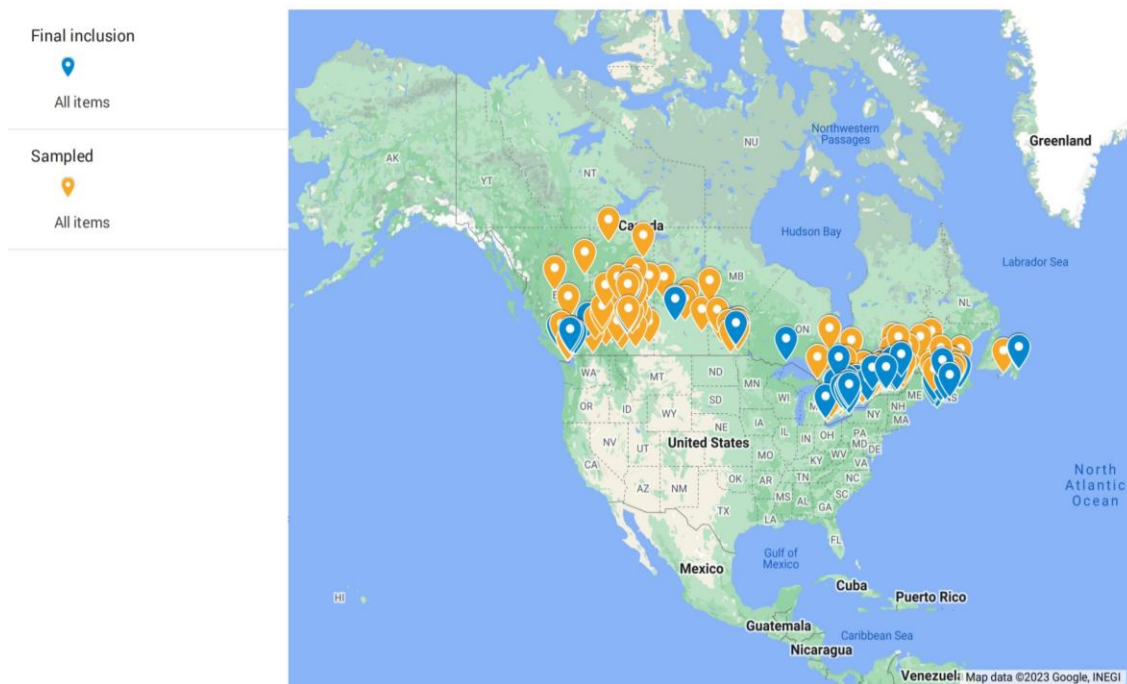 Final inclusion
All items
Sampled
All items
Greenland
NU
Northwestern
Passages
AK
YT
NT
Canada
Hudson Bay
Labrador Sea
MB
NL
ON
WA
MT
ND
MN
OR
ID
SD
WI
ME
WY
NY
NH
MA
NE
IA
NV
United States
IL
IN
OH
PA
MD
DE
UT
CA
MO
KY
WV
VA
North
Atlantic
Ocean
OK
AR
TN
NC
AZ
NM
MS
AL
SC
GA
TX
LA
FL
Gulf of
Mexico
Mexico
Cuba
Puerto Rico
HI
Guatemala
Caribbean Sea
Nicaragua
Map data ©2023 Google, INEGI